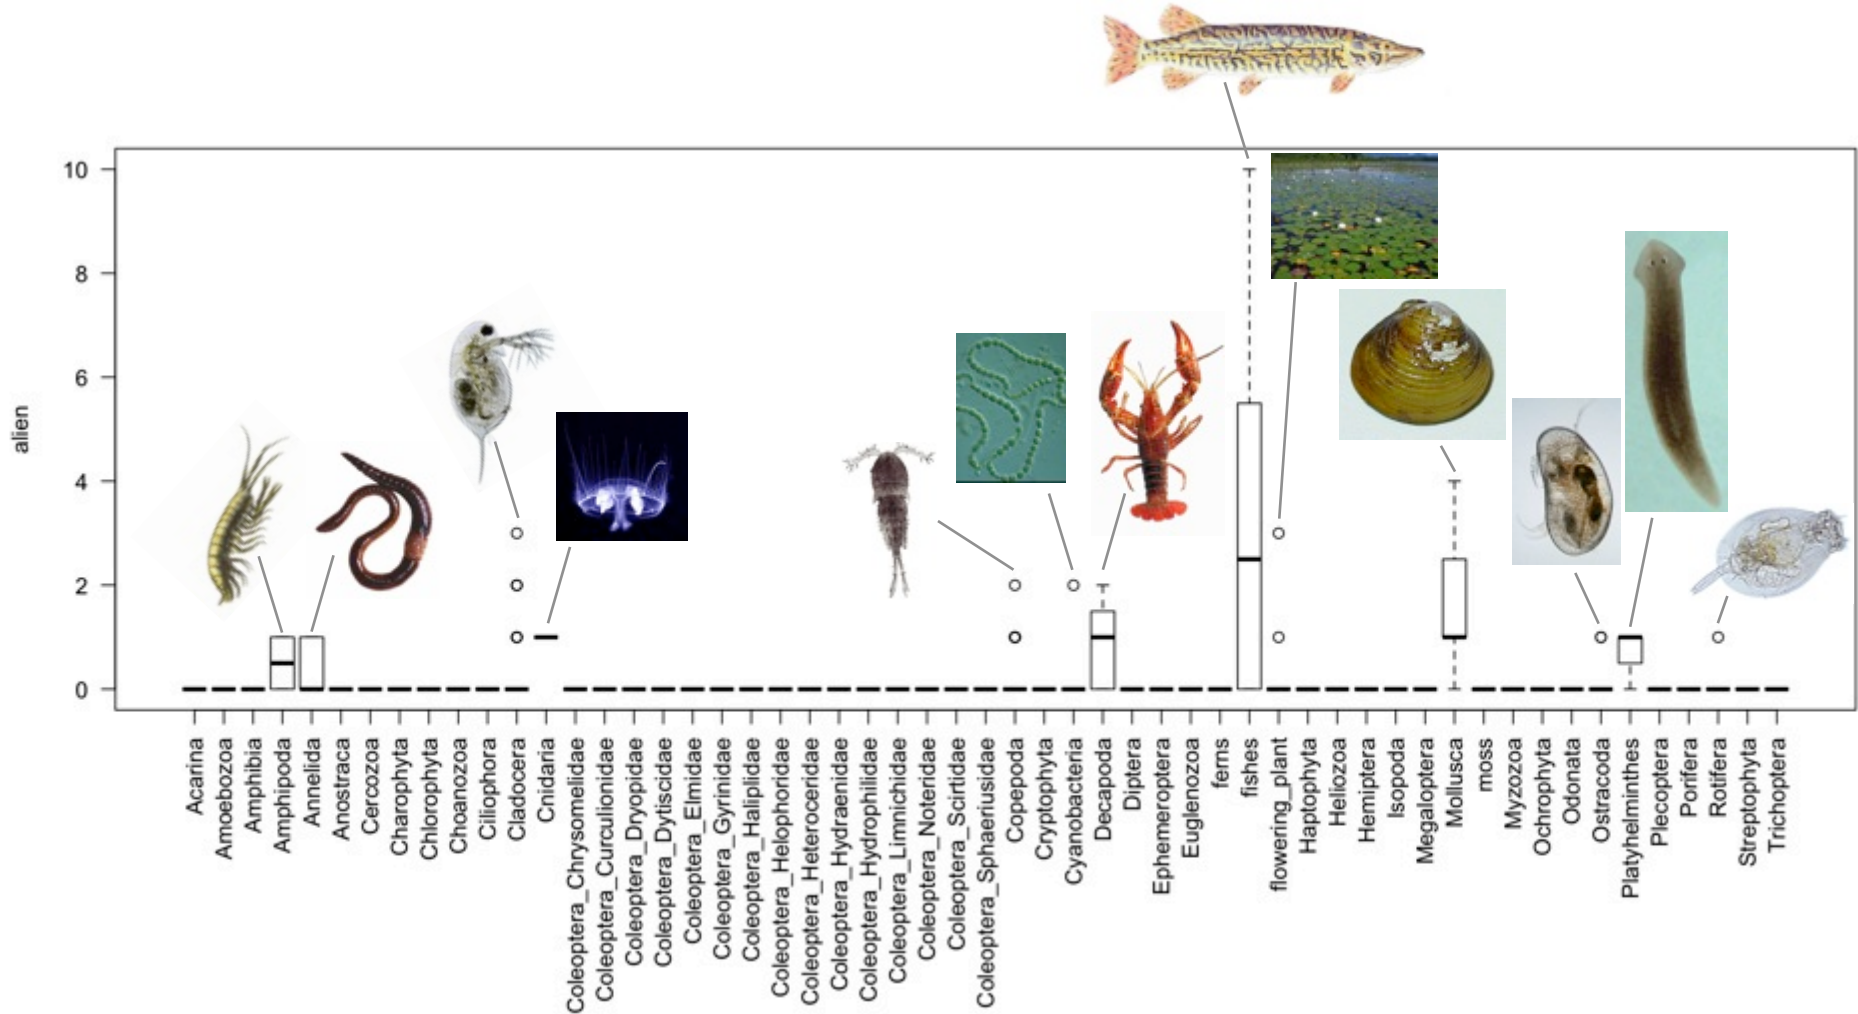 alien
10
8
6
4
2
0
Acarina
Amoebozoa
Amphibia
Amphipoda
Annelida
Anostraca
Cercozoa
Charophyta
Chlorophyta
Choanozoa
Ciliophora
Cladocera
Cnidaria
Coleoptera_Chrysomelidae
Coleoptera_Curculionidae
Coleoptera_Dryopidae
Coleoptera_Dytiscidae
Coleoptera_Elmidae
Coleoptera_Gyrinidae
Coleoptera_Haliplidae
Coleoptera_Helophoridae
Coleoptera_Heteroceridae
Coleoptera_Hydraenidae
Coleoptera_Hydrophilidae
Coleoptera_Limnichidae
Coleoptera_Noteridae
Coleoptera_Scirtidae
Coleoptera_Sphaeriusidae
Copepoda
Cryptophyta
Cyanobacteria
Decapoda
Diptera
Ephemeroptera
Euglenozoa
ferns
fishes
flowering_plant
Haptophyta
Heliozoa
Hemiptera
Isopoda
Megaloptera
Mollusca
moss
Myzozoa
Ochrophyta
Odonata
Ostracoda
Platyhelminthes
Plecoptera
Porifera
Rotifera
Streptophyta
Trichoptera